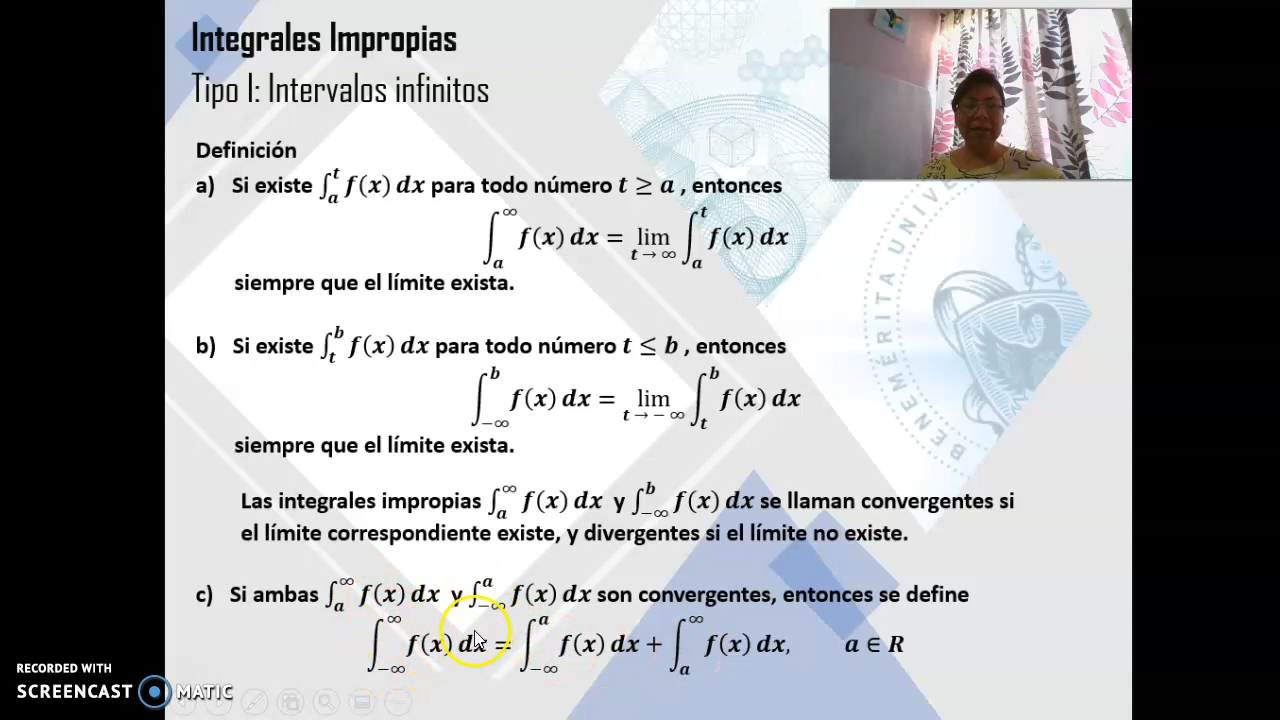 Integrales Impropias
Tipo I: Intervalos infinitos
Definición
a) Si existe ∫ₐᵗ f(x) dx para todo número t ≥ a , entonces
∫ₐ^∞ f(x) dx = lim_{t → ∞} ∫ₐᵗ f(x) dx
siempre que el límite exista.
b) Si existe ∫ₜᵇ f(x) dx para todo número t ≤ b , entonces
∫_{−∞}^b f(x) dx = lim_{t → − ∞} ∫ₜᵇ f(x) dx
siempre que el límite exista.
Las integrales impropias ∫ₐ^∞ f(x) dx y ∫_{−∞}^b f(x) dx se llaman convergentes si
el límite correspondiente existe, y divergentes si el límite no existe.
c) Si ambas ∫ₐ^∞ f(x) dx y ∫_{−∞}^a f(x) dx son convergentes, entonces se define
∫_{−∞}^∞ f(x) dx = ∫_{−∞}^a f(x) dx + ∫ₐ^∞ f(x) dx, a ∈ R
BENEMÉRITA UNIVERS
RECORDED WITH
SCREENCAST MATIC